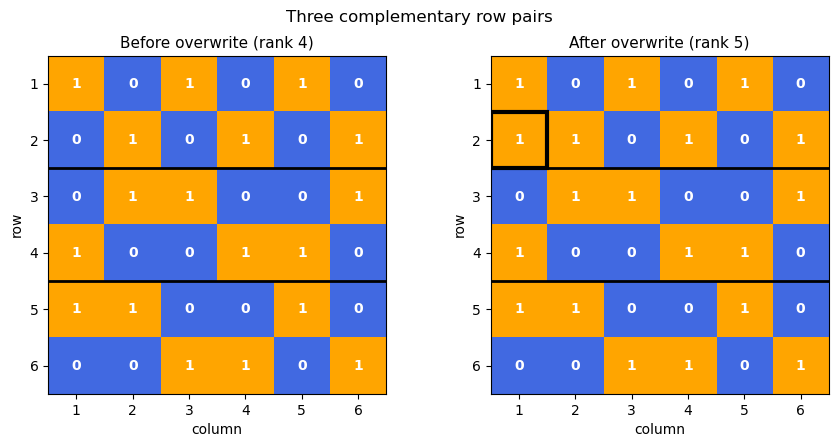 Three complementary row pairs
Before overwrite (rank 4)
1 1 0 1 0 1 0
2 0 1 0 1 0 1
3 0 1 1 0 0 1
4 1 0 0 1 1 0
5 1 1 0 0 1 0
6 0 0 1 1 0 1
1 2 3 4 5 6
column
row
After overwrite (rank 5)
1 1 0 1 0 1 0
2 1 1 0 1 0 1
3 0 1 1 0 0 1
4 1 0 0 1 1 0
5 1 1 0 0 1 0
6 0 0 1 1 0 1
1 2 3 4 5 6
column
row